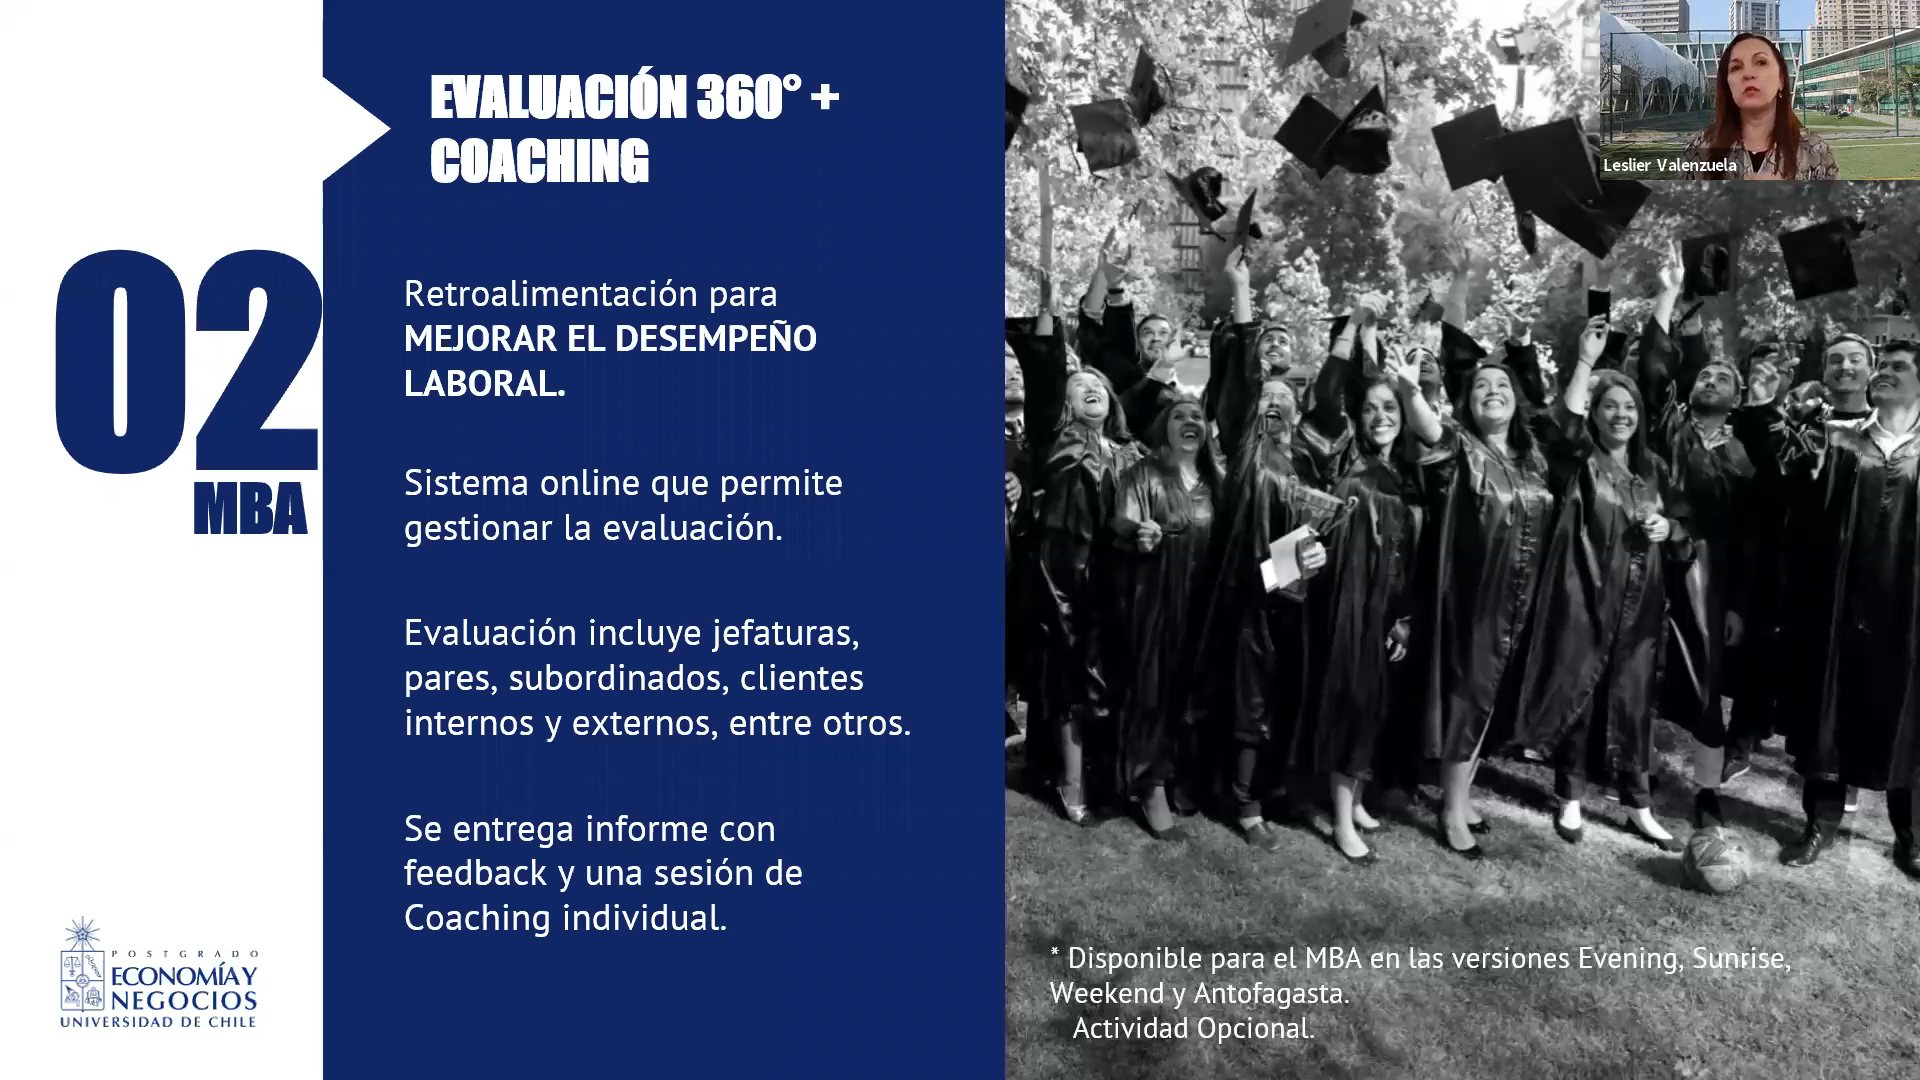 EVALUACIÓN 360° +
COACHING
02
MBA
Retroalimentación para
MEJORAR EL DESEMPEÑO
LABORAL.
Sistema online que permite
gestionar la evaluación.
Evaluación incluye jefaturas,
pares, subordinados, clientes
internos y externos, entre otros.
Se entrega informe con
feedback y una sesión de
Coaching individual.
POSTGRADO
ECONOMÍA Y
NEGOCIOS
UNIVERSIDAD DE CHILE
Leslier Valenzuela
* Disponible para el MBA en las versiones Evening, Sunrise,
Weekend y Antofagasta.
Actividad Opcional.